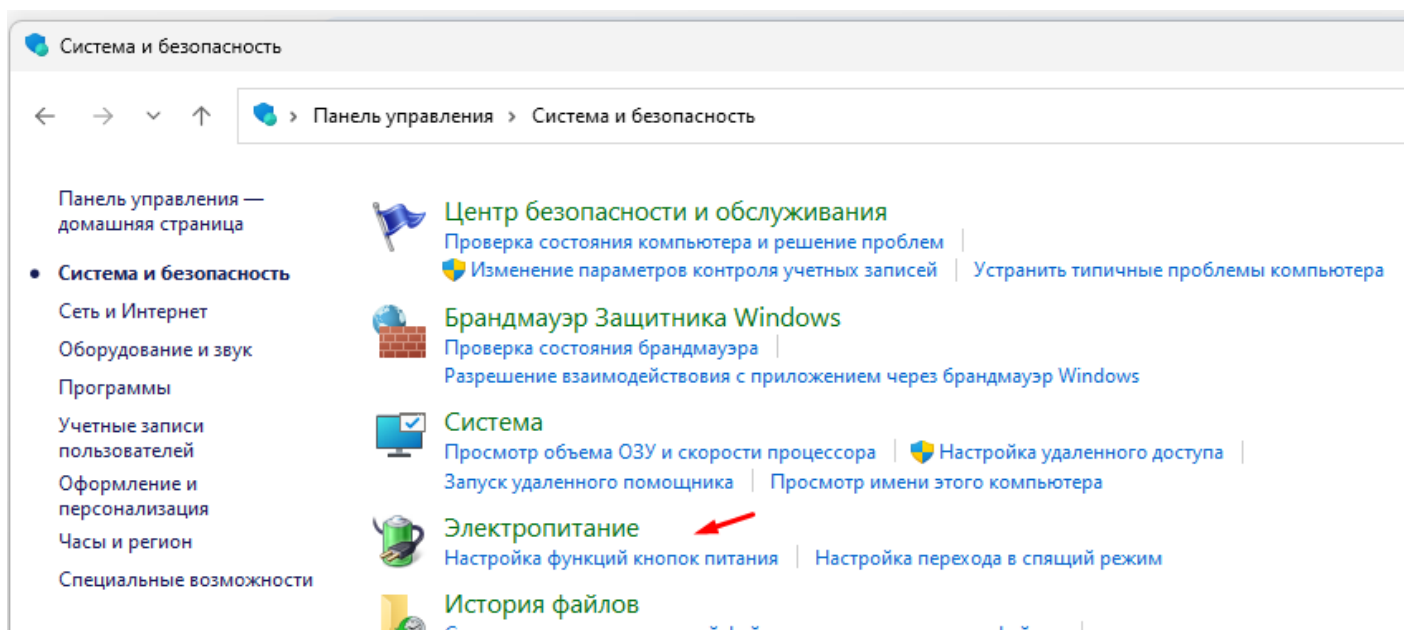 Система и безопасность
Панель управления › Система и безопасность
Панель управления —
домашняя страница
Система и безопасность
Сеть и Интернет
Оборудование и звук
Программы
Учетные записи
пользователей
Оформление и
персонализация
Часы и регион
Специальные возможности
Центр безопасности и обслуживания
Проверка состояния компьютера и решение проблем
Изменение параметров контроля учетных записей Устранить типичные проблемы компьютера
Брандмауэр Защитника Windows
Проверка состояния брандмауэра
Разрешение взаимодействовия с приложением через брандмауэр Windows
Система
Просмотр объема ОЗУ и скорости процессора Настройка удаленного доступа
Запуск удаленного помощника Просмотр имени этого компьютера
Электропитание
Настройка функций кнопок питания Настройка перехода в спящий режим
История файлов